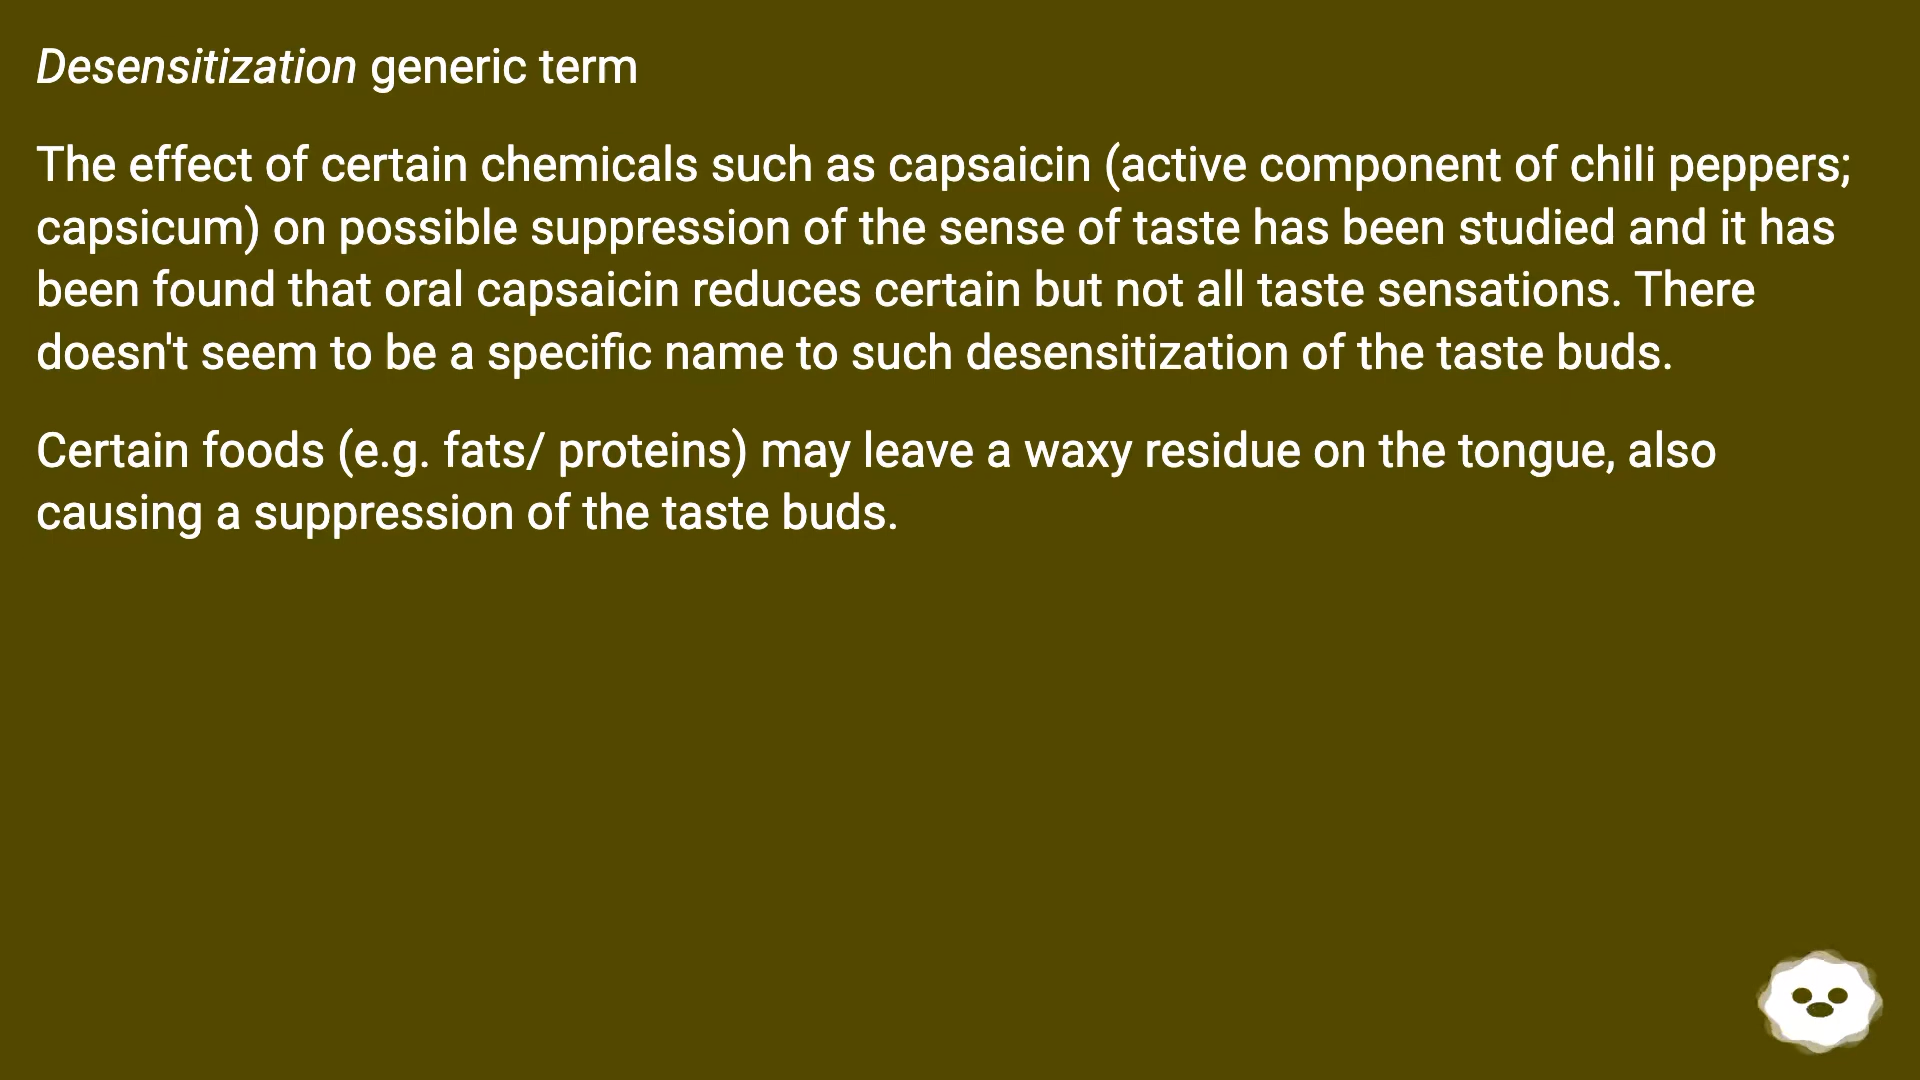 Desensitization generic term
The effect of certain chemicals such as capsaicin (active component of chili peppers;
capsicum) on possible suppression of the sense of taste has been studied and it has
been found that oral capsaicin reduces certain but not all taste sensations. There
doesn't seem to be a specific name to such desensitization of the taste buds.
Certain foods (e.g. fats/ proteins) may leave a waxy residue on the tongue, also
causing a suppression of the taste buds.